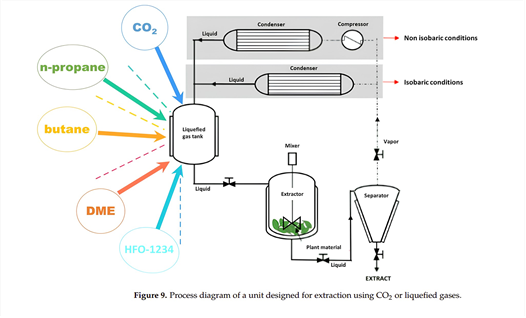 CO2
n-propane
butane
DME
HFO-1234
Condenser
Compressor
Liquid
Non isobaric conditions
Condenser
Liquid
Isobaric conditions
Liquefied
gas tank
Vapor
Mixer
Liquid
Extractor
Separator
Plant material
Liquid
EXTRACT
Figure 9. Process diagram of a unit designed for extraction using CO2 or liquefied gases.